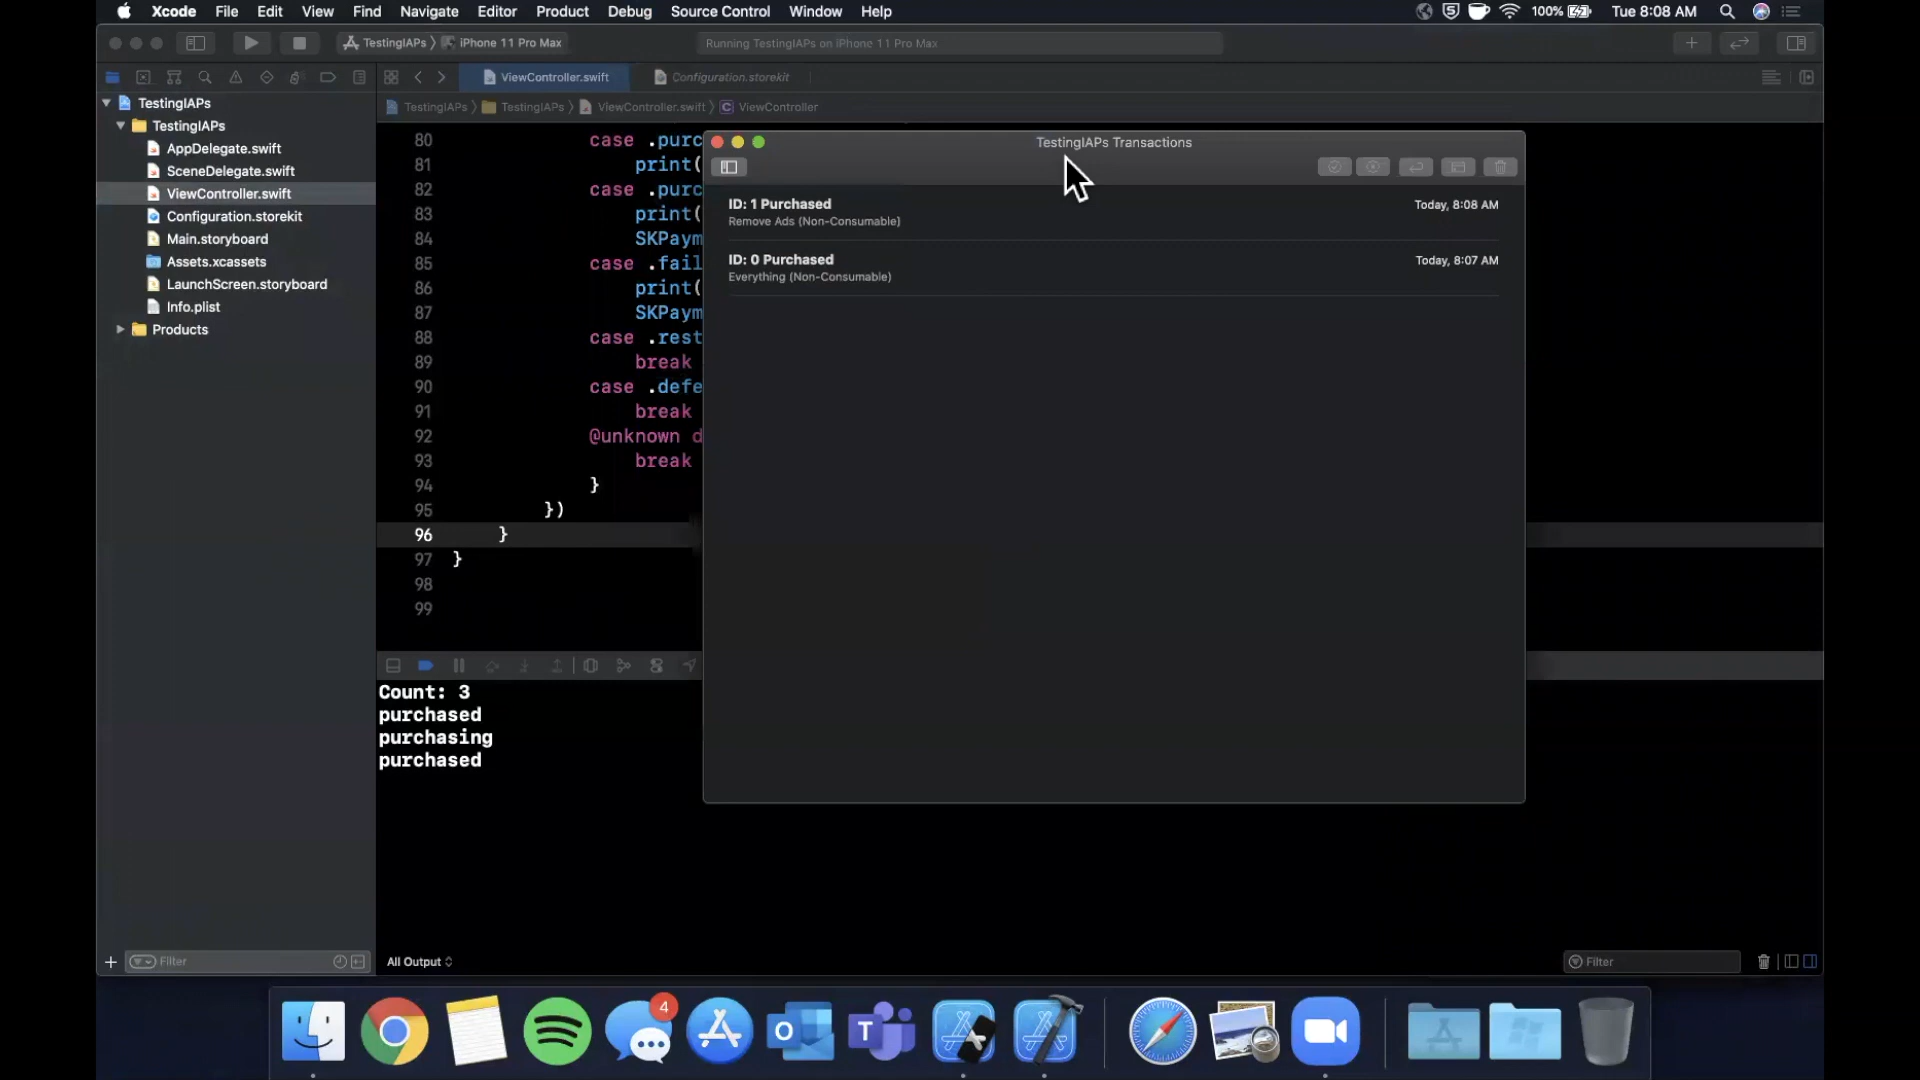 Xcode File Edit View Find Navigate Editor Product Debug Source Control Window Help 5 100% Tue 8:08 AM
TestingIAPs iPhone 11 Pro Max Running TestingIAPs on iPhone 11 Pro Max
ViewController.swift Configuration.storekit
TestingIAPs
TestingIAPs
AppDelegate.swift
SceneDelegate.swift
ViewController.swift
Configuration.storekit
Main.storyboard
Assets.xcassets
LaunchScreen.storyboard
Info.plist
Products
Filter
TestingIAPs TestingIAPs ViewController.swift C ViewController
80 case .purc
81 print(
82 case .purc
83 print(
84 SKPaym
85 case .fail
86 print(
87 SKPaym
88 case .rest
89 break
90 case .defe
91 break
92 @unknown d
93 break
94 }
95 })
96 }
97 }
98
99
TestingIAPs Transactions
ID: 1 Purchased Today, 8:08 AM
Remove Ads (Non-Consumable)
ID: 0 Purchased Today, 8:07 AM
Everything (Non-Consumable)
Count: 3
purchased
purchasing
purchased
All Output Filter
4
O T